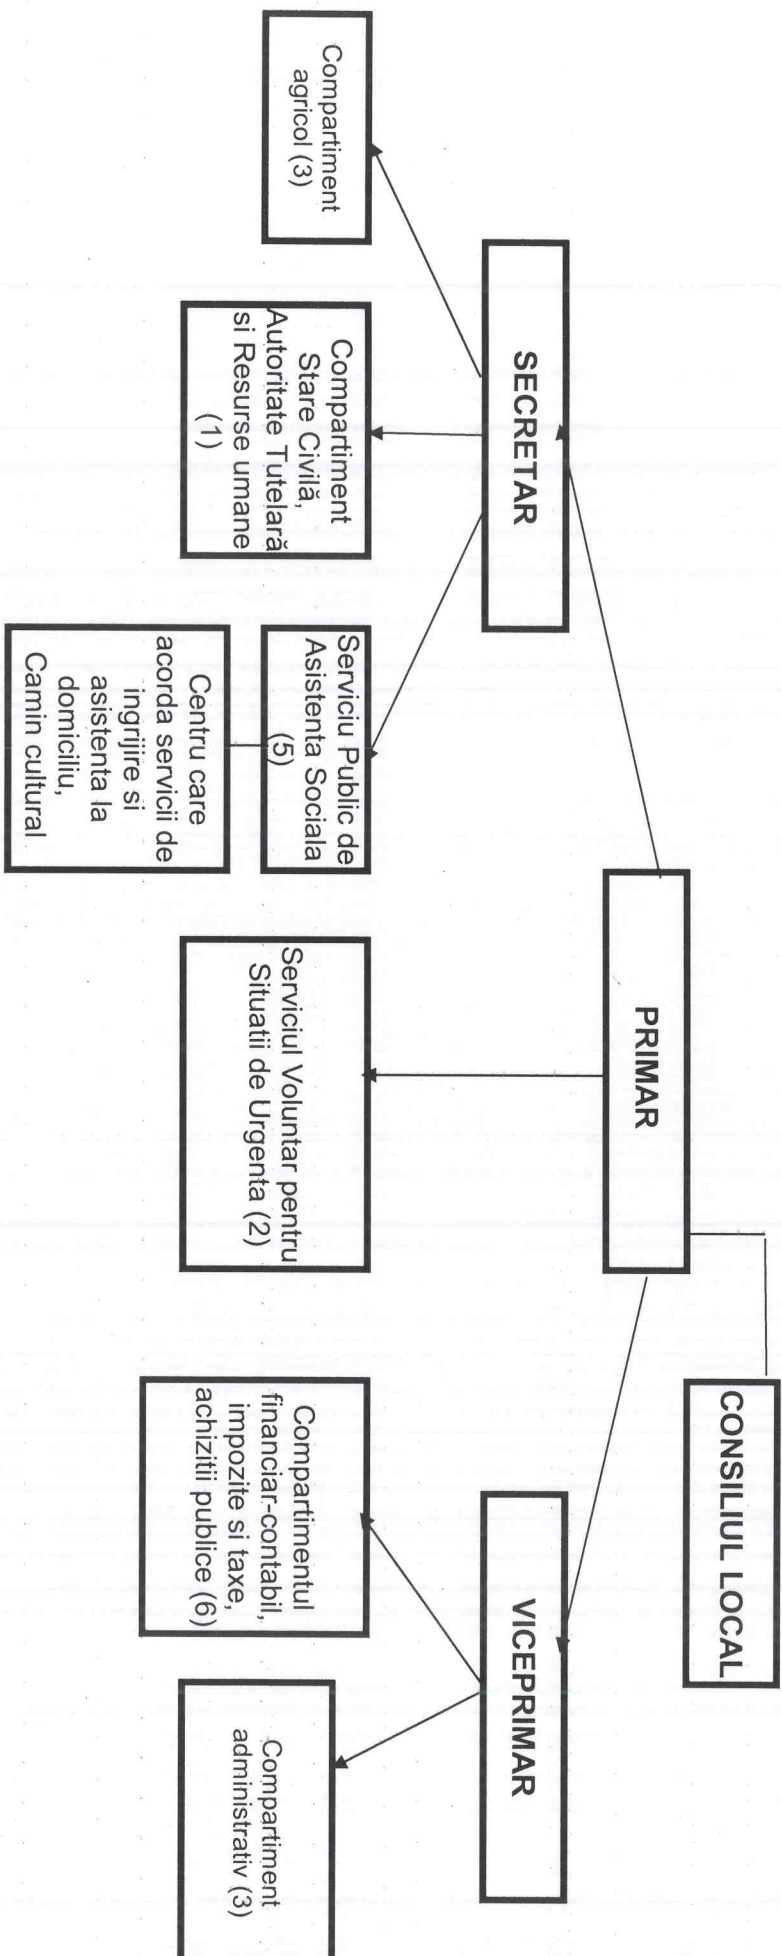 CONSILIUL LOCAL
PRIMAR
SECRETAR
VICEPRIMAR
Compartiment
agricol (3)
Compartiment
Stare Civilă,
Autoritate Tutelară
si Resurse umane
(1)
Serviciu Public de
Asistenta Sociala
(5)
Centru care
acorda servicii de
ingrijire si
asistenta la
domiciliu,
Camin cultural
Serviciul Voluntar pentru
Situatii de Urgenta (2)
Compartimentul
financiar-contabil,
impozite si taxe,
achizitii publice (6)
Compartiment
administrativ (3)